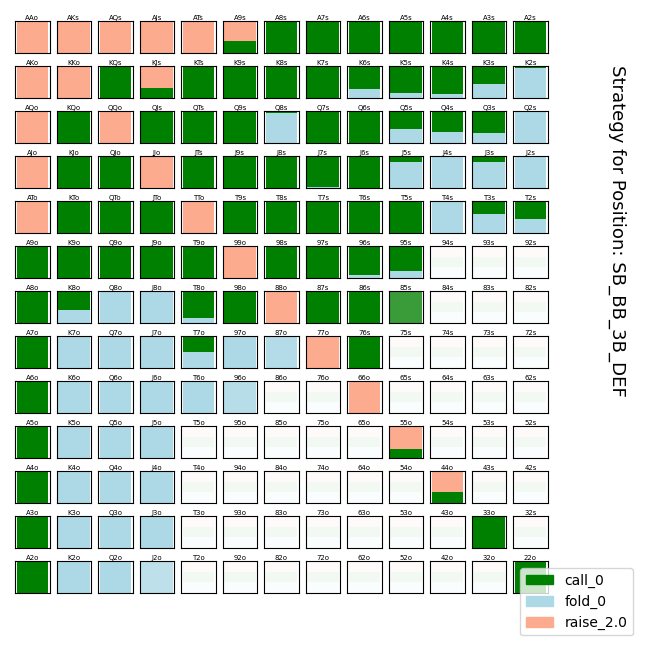 AAo AKs AQs AJs ATs A9s A8s A7s A6s A5s A4s A3s A2s
AKo KKo KQs KJs KTs K9s K8s K7s K6s K5s K4s K3s K2s
AQo KQo QQo QJs QTs Q9s Q8s Q7s Q6s Q5s Q4s Q3s Q2s
AJo KJo QJo JJo JTs J9s J8s J7s J6s J5s J4s J3s J2s
ATo KTo QTo JTo TTo T9s T8s T7s T6s T5s T4s T3s T2s
A9o K9o Q9o J9o T9o 99o 98s 97s 96s 95s 94s 93s 92s
A8o K8o Q8o J8o T8o 98o 88o 87s 86s 85s 84s 83s 82s
A7o K7o Q7o J7o T7o 97o 87o 77o 76s 75s 74s 73s 72s
A6o K6o Q6o J6o T6o 96o 86o 76o 66o 65s 64s 63s 62s
A5o K5o Q5o J5o T5o 95o 85o 75o 65o 55o 54s 53s 52s
A4o K4o Q4o J4o T4o 94o 84o 74o 64o 54o 44o 43s 42s
A3o K3o Q3o J3o T3o 93o 83o 73o 63o 53o 43o 33o 32s
A2o K2o Q2o J2o T2o 92o 82o 72o 62o 52o 42o 32o 22o
Strategy for Position: SB_BB_3B_DEF
call_0
fold_0
raise_2.0